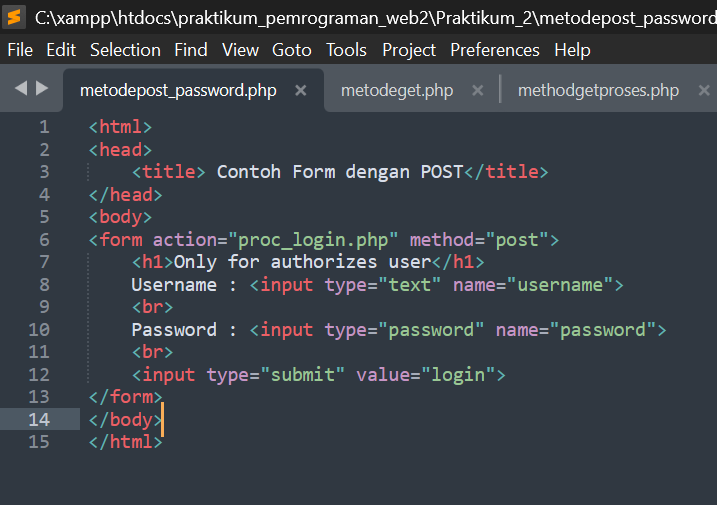 C:\xampp\htdocs\praktikum_pemrograman_web2\Praktikum_2\metodepost_password
File Edit Selection Find View Goto Tools Project Preferences Help
metodepost_password.php × metodeget.php × methodgetproses.php ×
1 <html>
2 <head>
3 <title> Contoh Form dengan POST</title>
4 </head>
5 <body>
6 <form action="proc_login.php" method="post">
7 <h1>Only for authorizes user</h1>
8 Username : <input type="text" name="username">
9 <br>
10 Password : <input type="password" name="password">
11 <br>
12 <input type="submit" value="login">
13 </form>
14 </body>
15 </html>